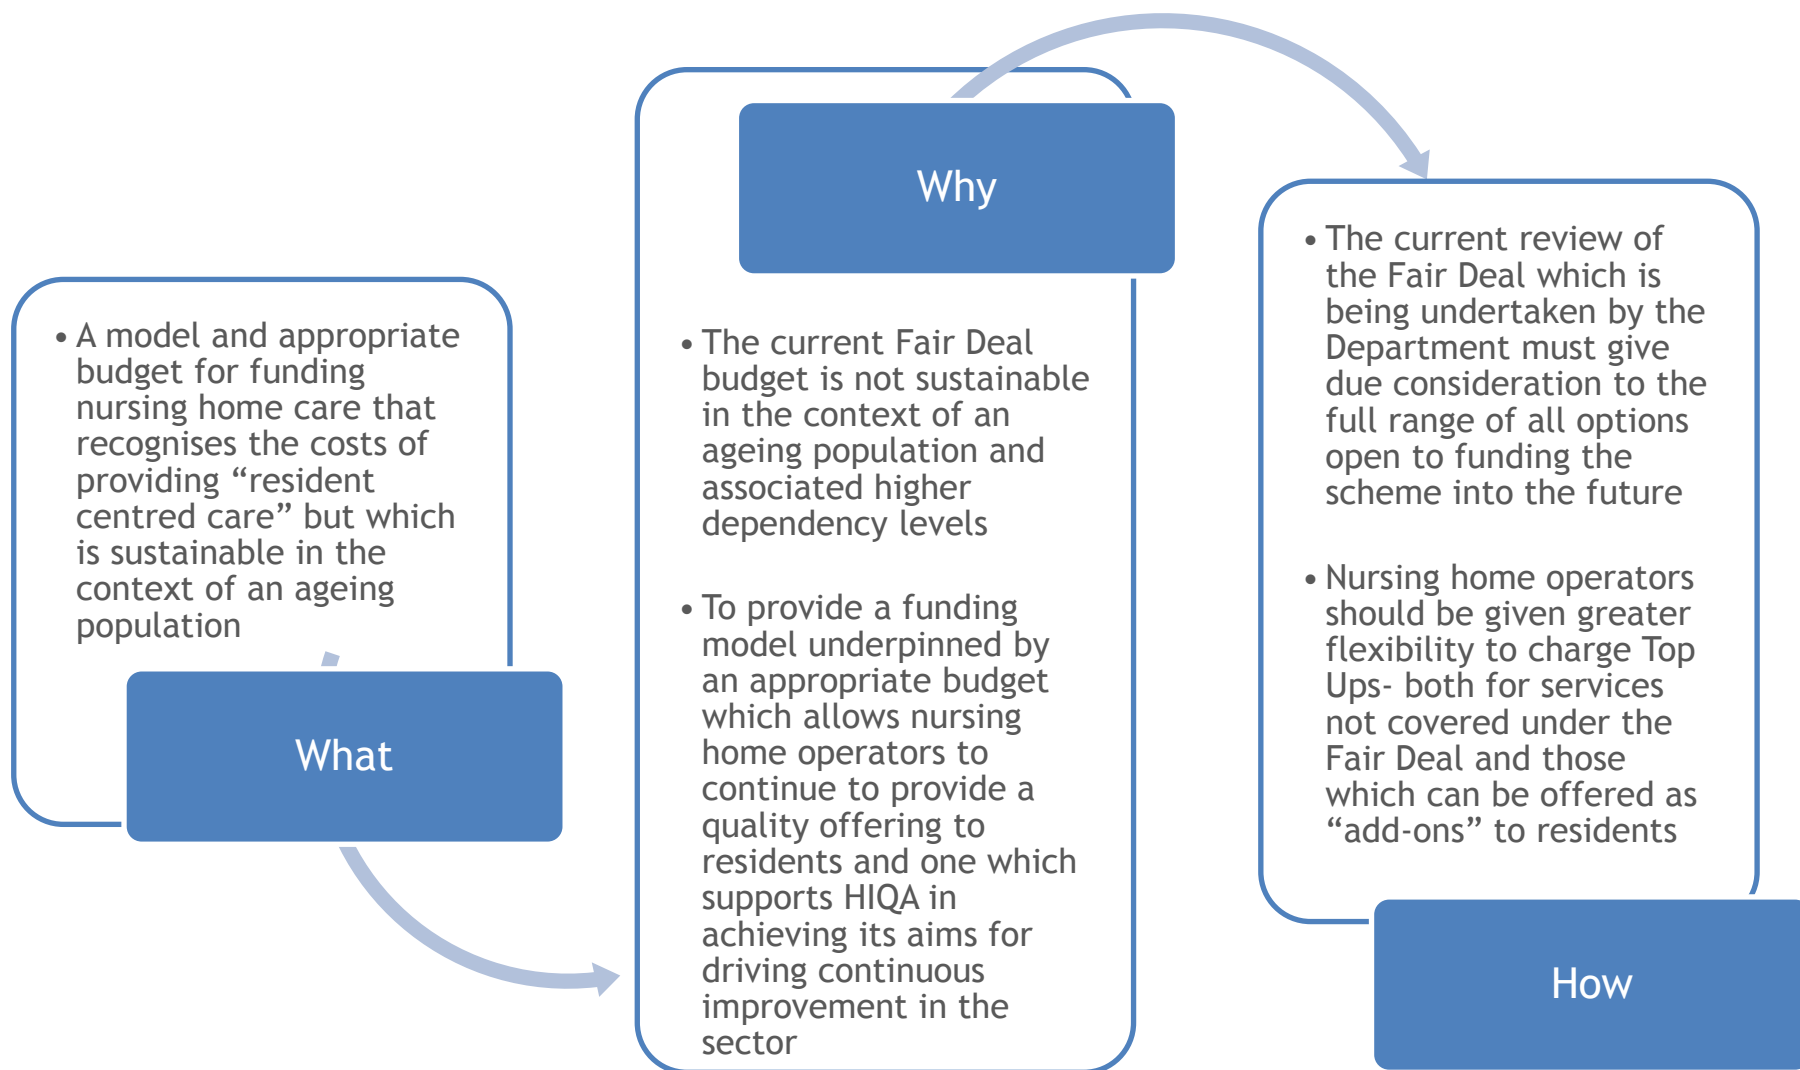 • A model and appropriate
budget for funding
nursing home care that
recognises the costs of
providing “resident
centred care” but which
is sustainable in the
context of an ageing
population
What
Why
• The current Fair Deal
budget is not sustainable
in the context of an
ageing population and
associated higher
dependency levels
• To provide a funding
model underpinned by
an appropriate budget
which allows nursing
home operators to
continue to provide a
quality offering to
residents and one which
supports HIQA in
achieving its aims for
driving continuous
improvement in the
sector
• The current review of
the Fair Deal which is
being undertaken by the
Department must give
due consideration to the
full range of all options
open to funding the
scheme into the future
• Nursing home operators
should be given greater
flexibility to charge Top
Ups- both for services
not covered under the
Fair Deal and those
which can be offered as
“add-ons” to residents
How